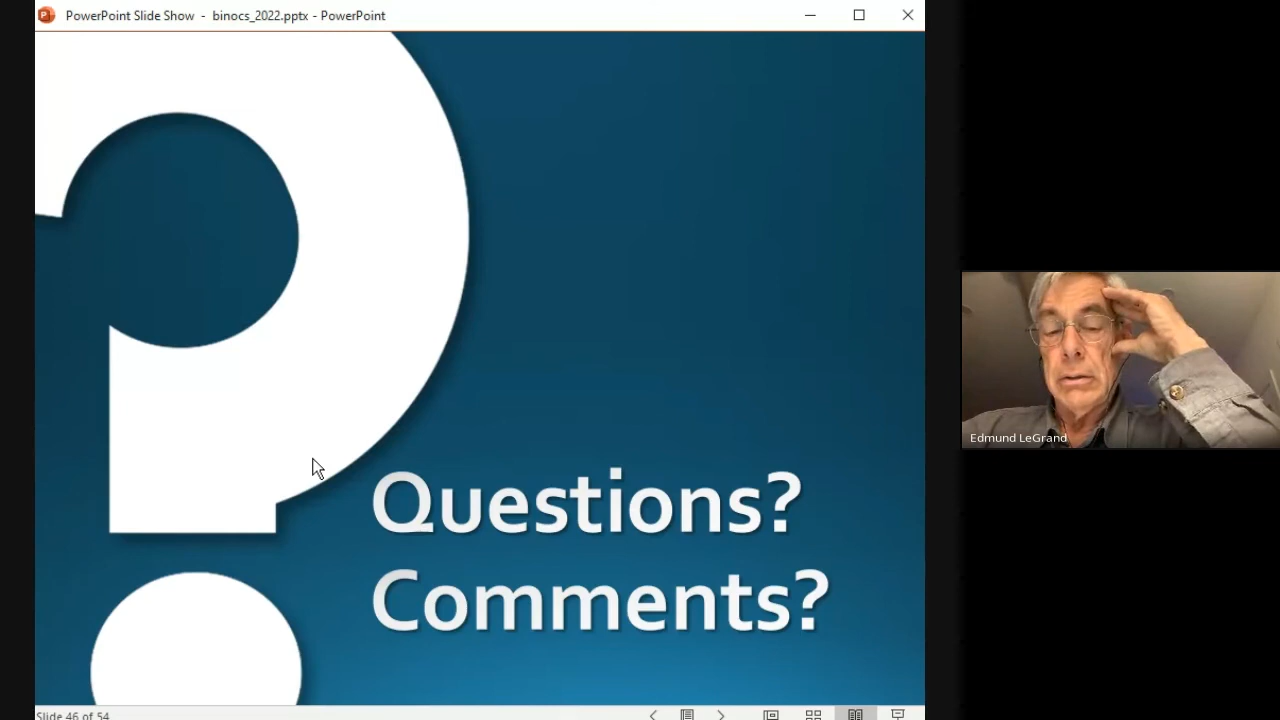 PowerPoint Slide Show - binocs_2022.pptx - PowerPoint
Questions?
Comments?
Edmund LeGrand
Slide 46 of 54